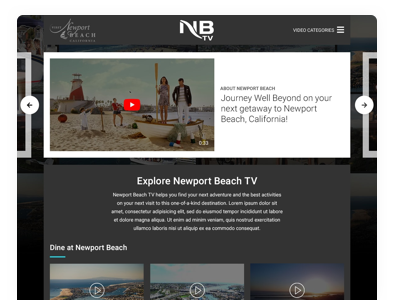 Newport
BEACH
CALIFORNIA
NB
TV
VIDEO CATEGORIES
ABOUT NEWPORT BEACH
Journey Well Beyond on your
next getaway to Newport
Beach, California!
0:33
Explore Newport Beach TV
Newport Beach TV helps you find your next adventure and the best activities
on your next visit to this one-of-a-kind destination. Lorem ipsum dolor sit
amet, consectetur adipiscing elit, sed do eiusmod tempor incididunt ut labore
et dolore magna aliqua. Ut enim ad minim veniam, quis nostrud exercitation
ullamco laboris nisi ut aliquip ex ea commodo consequat.
Dine at Newport Beach